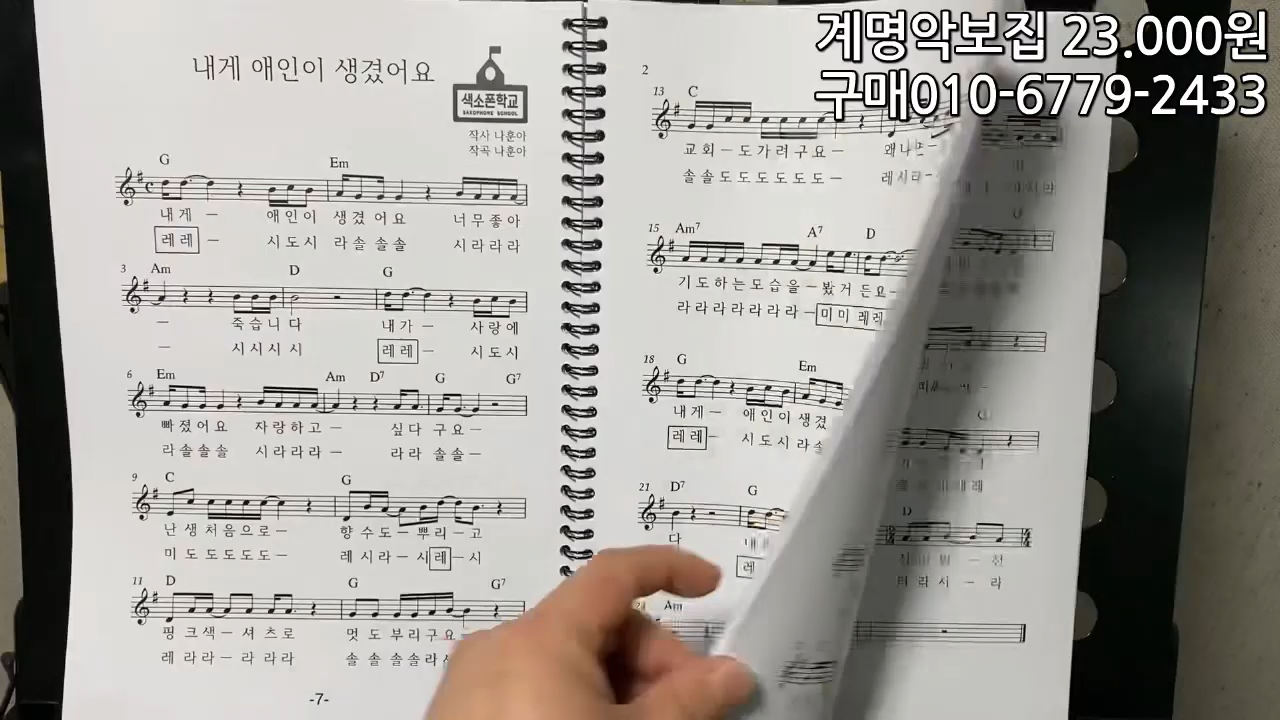 계명악보집 23.000원
구매010-6779-2433
내게 애인이 생겼어요
색소폰학교
SAXOPHONE SCHOOL
작사 나훈아
작곡 나훈아
G Em
내게 — 애인이 생겼어요 너무좋아
레레 — 시도시 라솔솔솔 시라라라
3 Am D G
— 죽습니다 내가 — 사랑에
— 시시시시 레레 — 시도시
6 Em Am D7 G G7
빠졌어요 자랑하고 — 싶다 구요 —
라솔솔솔 시라라라 — 라라 솔솔 —
9 C G
난생처음으로 — 향수도 — 뿌리 — 고
미도도도도도 — 레시라 — 시레 — 시
11 D G G7
핑크색 — 셔츠로 멋도부리구요
레라라 — 라라라 솔솔솔솔라
-7-
2
13 C
교회 — 도가려구요 — 왜나
솔솔도도도도도도 — 레시
15 Am7 A7 D
기도하는모습을 — 봤거든요 —
라라라라라라라 — 미미 레레
18 G Em
내게 — 애인이 생겼
레레 — 시도시라솔
21 D7 G
다
레
24 Am